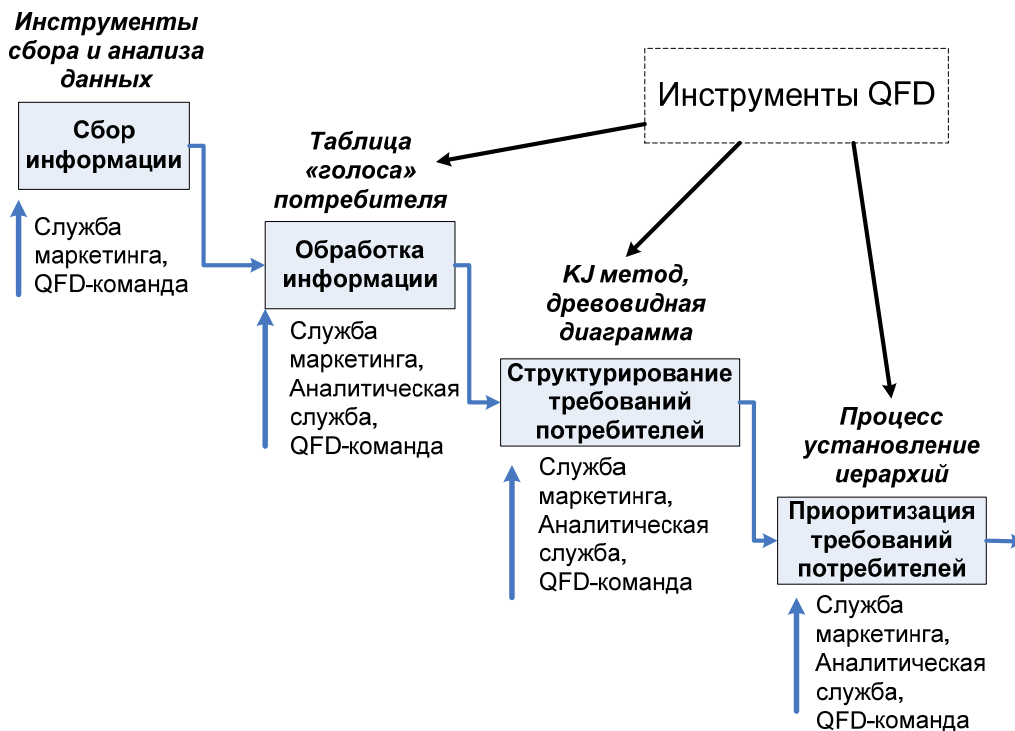 Инструменты
сбора и анализа
данных
Сбор
информации
Служба
маркетинга,
QFD-команда
Инструменты QFD
Таблица
«голоса»
потребителя
Обработка
информации
Служба
маркетинга,
Аналитическая
служба,
QFD-команда
KJ метод,
древовидная
диаграмма
Структурирование
требований
потребителей
Служба
маркетинга,
Аналитическая
служба,
QFD-команда
Процесс
установление
иерархий
Приоритизация
требований
потребителей
Служба
маркетинга,
Аналитическая
служба,
QFD-команда